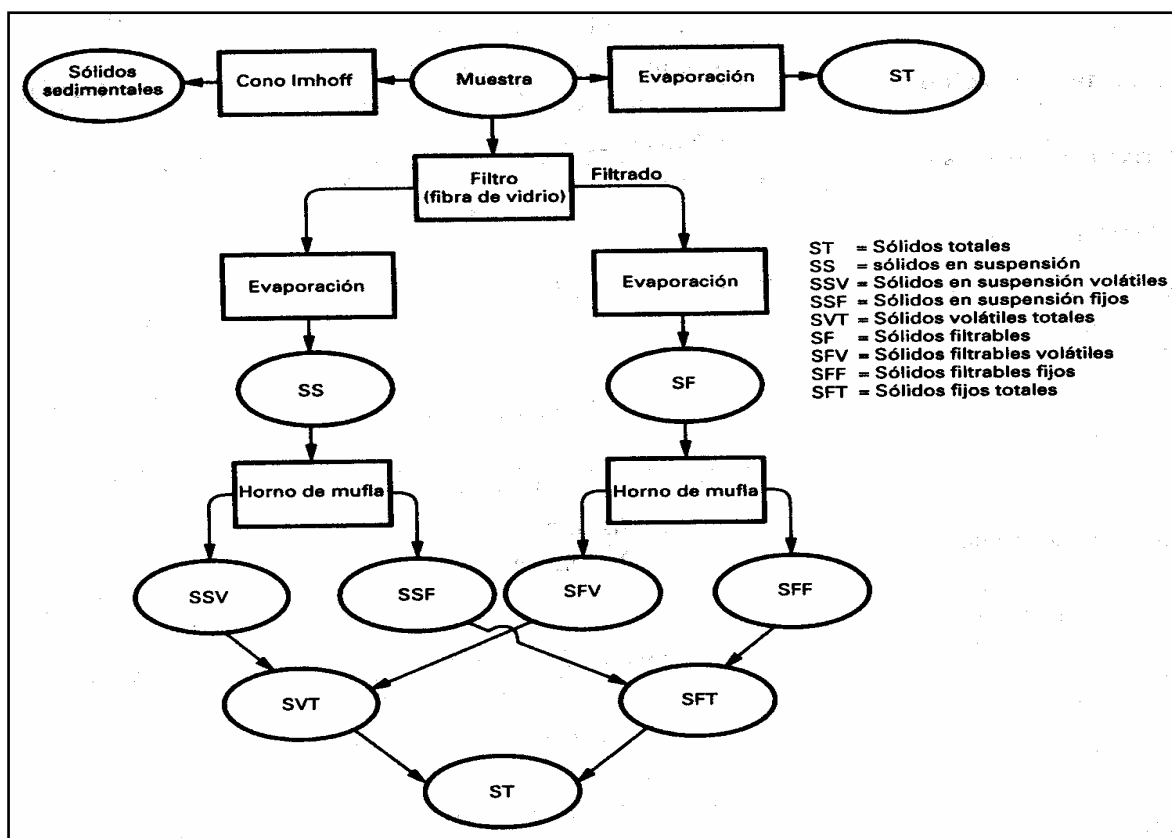 Sólidos
sedimentales
Cono Imhoff
Muestra
Evaporación
ST
Filtro
(fibra de vidrio)
Filtrado
Evaporación
Evaporación
ST = Sólidos totales
SS = sólidos en suspensión
SSV = Sólidos en suspensión volátiles
SSF = Sólidos en suspensión fijos
SVT = Sólidos volátiles totales
SF = Sólidos filtrables
SFV = Sólidos filtrables volátiles
SFF = Sólidos filtrables fijos
SFT = Sólidos fijos totales
SS
SF
Horno de mufla
Horno de mufla
SSV
SSF
SFV
SFF
SVT
SFT
ST